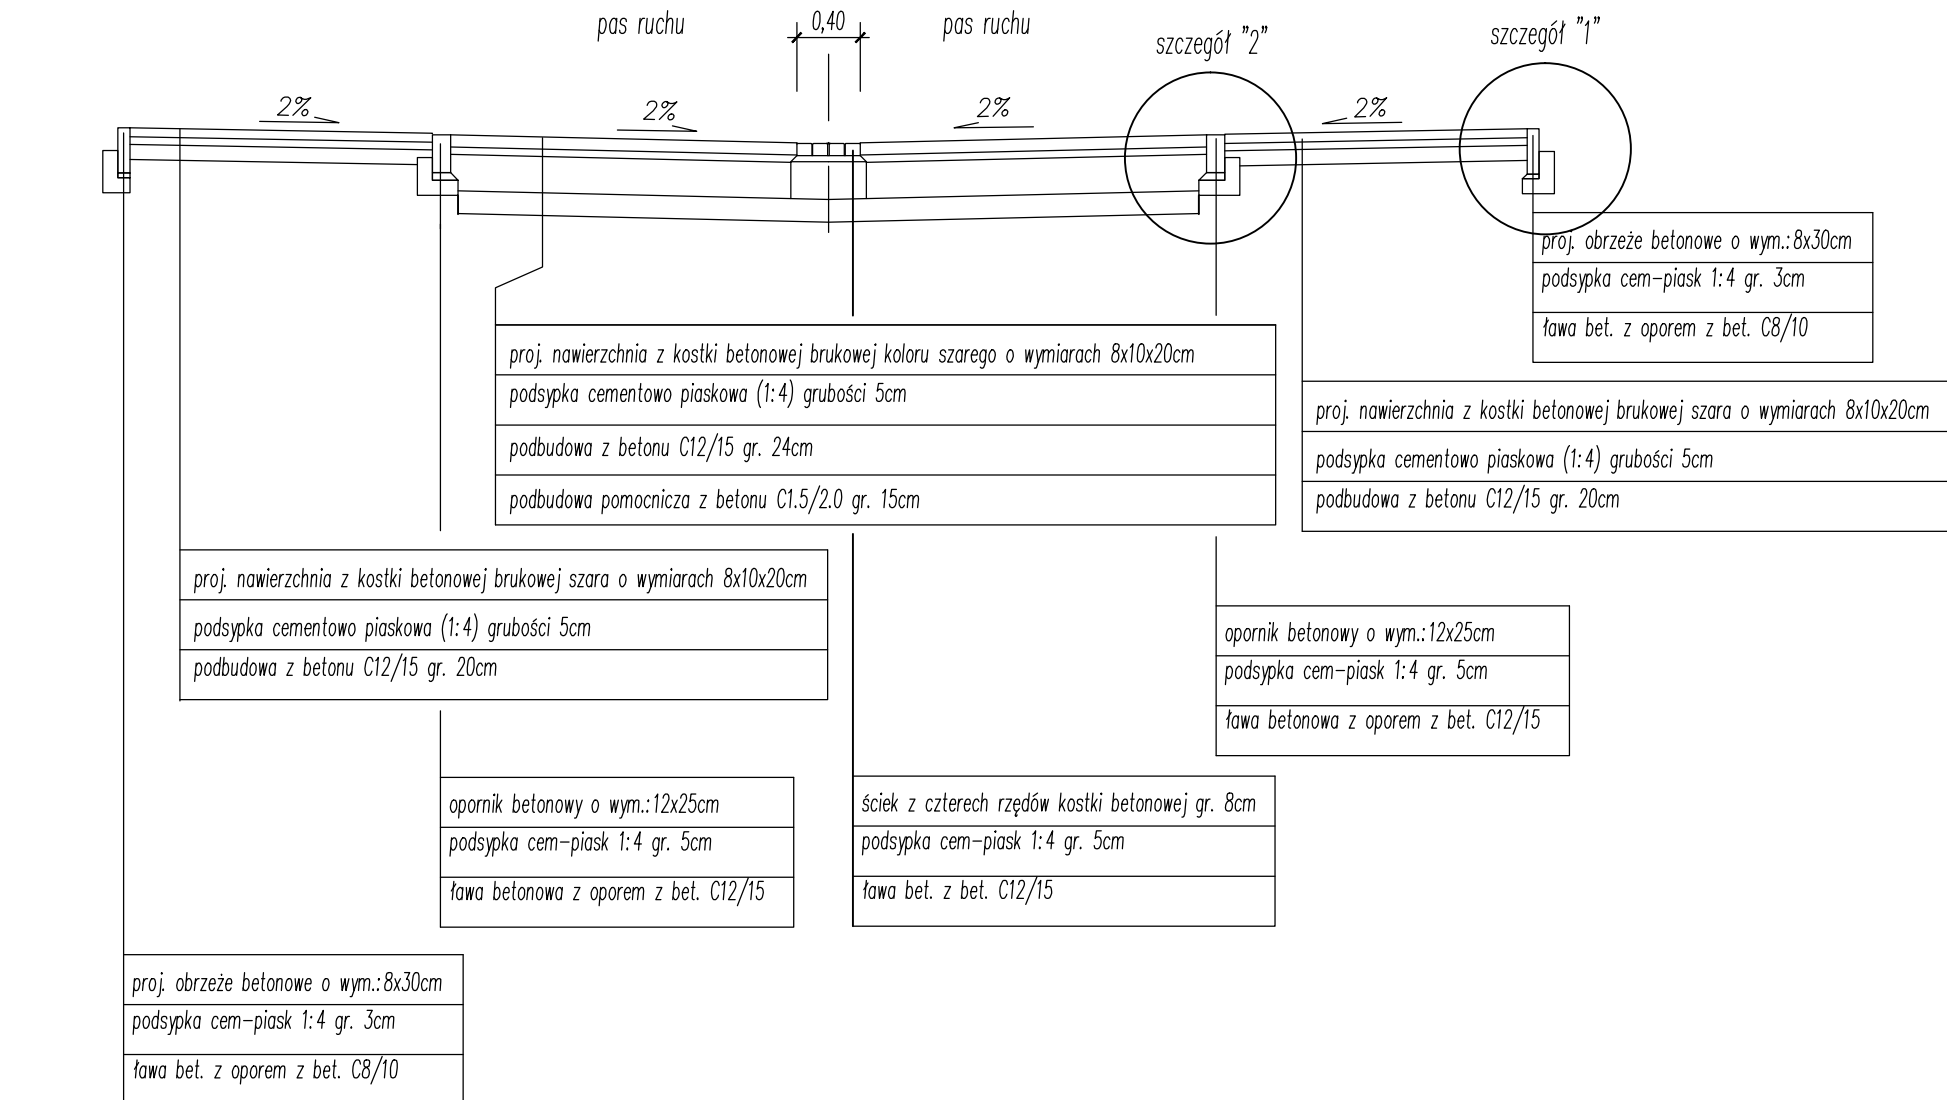 pas ruchu
0,40
pas ruchu
szczegół "2"
szczegół "1"
2%
2%
2%
2%
proj. obrzeże betonowe o wym.:8x30cm
podsypka cem-piask 1:4 gr. 3cm
ława bet. z oporem z bet. C8/10
proj. nawierzchnia z kostki betonowej brukowej koloru szarego o wymiarach 8x10x20cm
podsypka cementowo piaskowa (1:4) grubości 5cm
podbudowa z betonu C12/15 gr. 24cm
podbudowa pomocnicza z betonu C1.5/2.0 gr. 15cm
proj. nawierzchnia z kostki betonowej brukowej szara o wymiarach 8x10x20cm
podsypka cementowo piaskowa (1:4) grubości 5cm
podbudowa z betonu C12/15 gr. 20cm
proj. nawierzchnia z kostki betonowej brukowej szara o wymiarach 8x10x20cm
podsypka cementowo piaskowa (1:4) grubości 5cm
podbudowa z betonu C12/15 gr. 20cm
opornik betonowy o wym.:12x25cm
podsypka cem-piask 1:4 gr. 5cm
ława betonowa z oporem z bet. C12/15
opornik betonowy o wym.:12x25cm
podsypka cem-piask 1:4 gr. 5cm
ława betonowa z oporem z bet. C12/15
ściek z czterech rzędów kostki betonowej gr. 8cm
podsypka cem-piask 1:4 gr. 5cm
ława bet. z bet. C12/15
proj. obrzeże betonowe o wym.:8x30cm
podsypka cem-piask 1:4 gr. 3cm
ława bet. z oporem z bet. C8/10